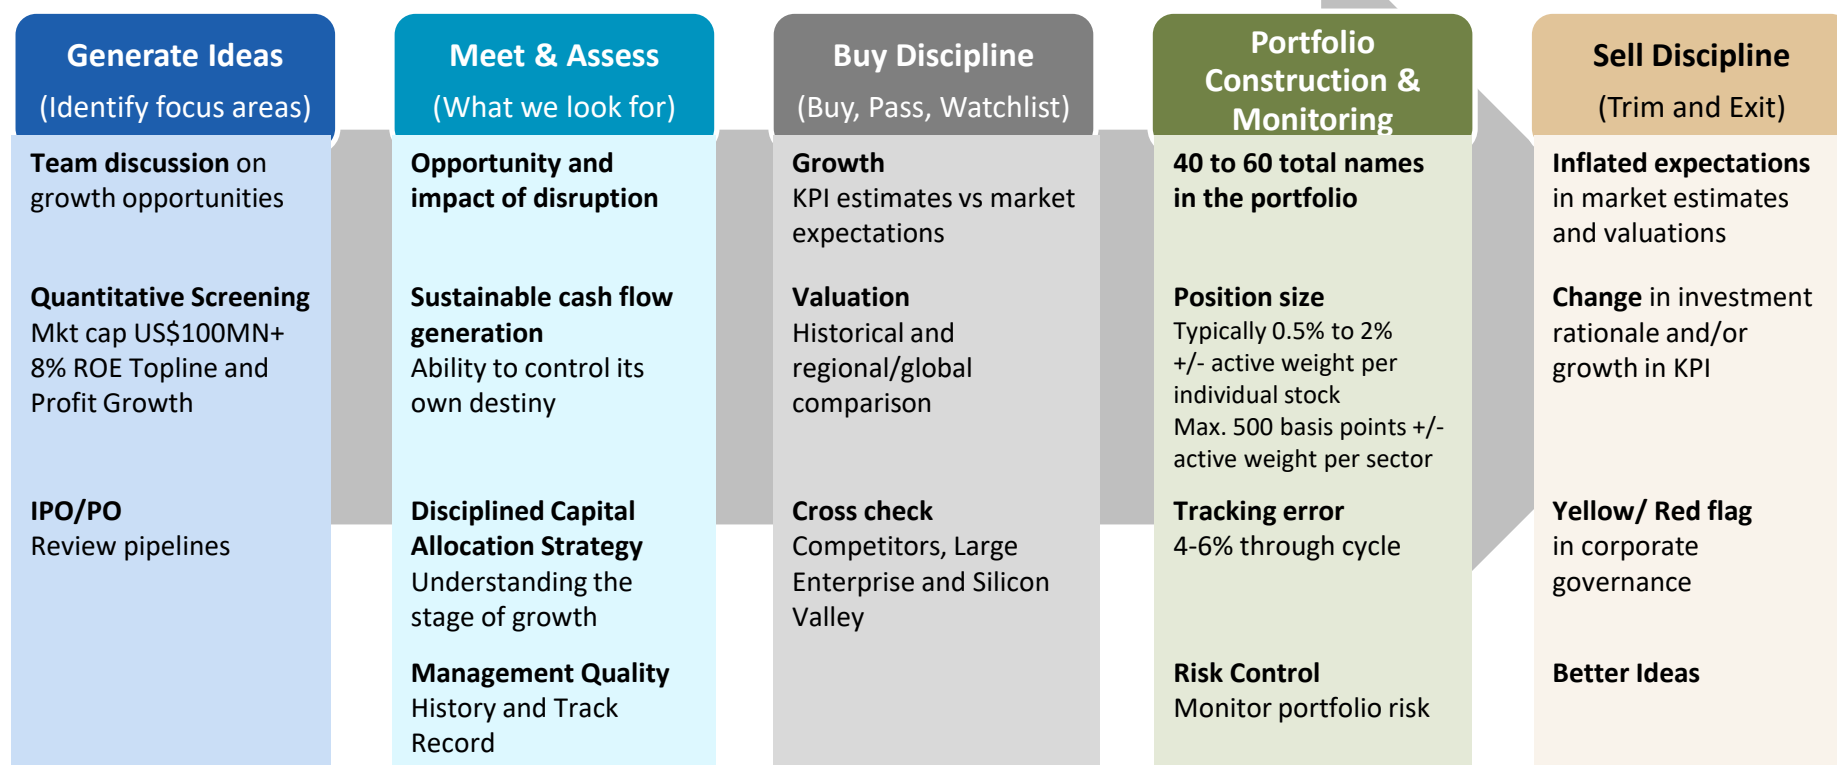 Generate Ideas
(Identify focus areas)
Team discussion on
growth opportunities
Quantitative Screening
Mkt cap US$100MN+
8% ROE Topline and
Profit Growth
IPO/PO
Review pipelines
Meet & Assess
(What we look for)
Opportunity and
impact of disruption
Sustainable cash flow
generation
Ability to control its
own destiny
Disciplined Capital
Allocation Strategy
Understanding the
stage of growth
Management Quality
History and Track
Record
Buy Discipline
(Buy, Pass, Watchlist)
Growth
KPI estimates vs market
expectations
Valuation
Historical and
regional/global
comparison
Cross check
Competitors, Large
Enterprise and Silicon
Valley
Portfolio
Construction &
Monitoring
40 to 60 total names
in the portfolio
Position size
Typically 0.5% to 2%
+/- active weight per
individual stock
Max. 500 basis points +/-
active weight per sector
Tracking error
4-6% through cycle
Risk Control
Monitor portfolio risk
Sell Discipline
(Trim and Exit)
Inflated expectations
in market estimates
and valuations
Change in investment
rationale and/or
growth in KPI
Yellow/ Red flag
in corporate
governance
Better Ideas